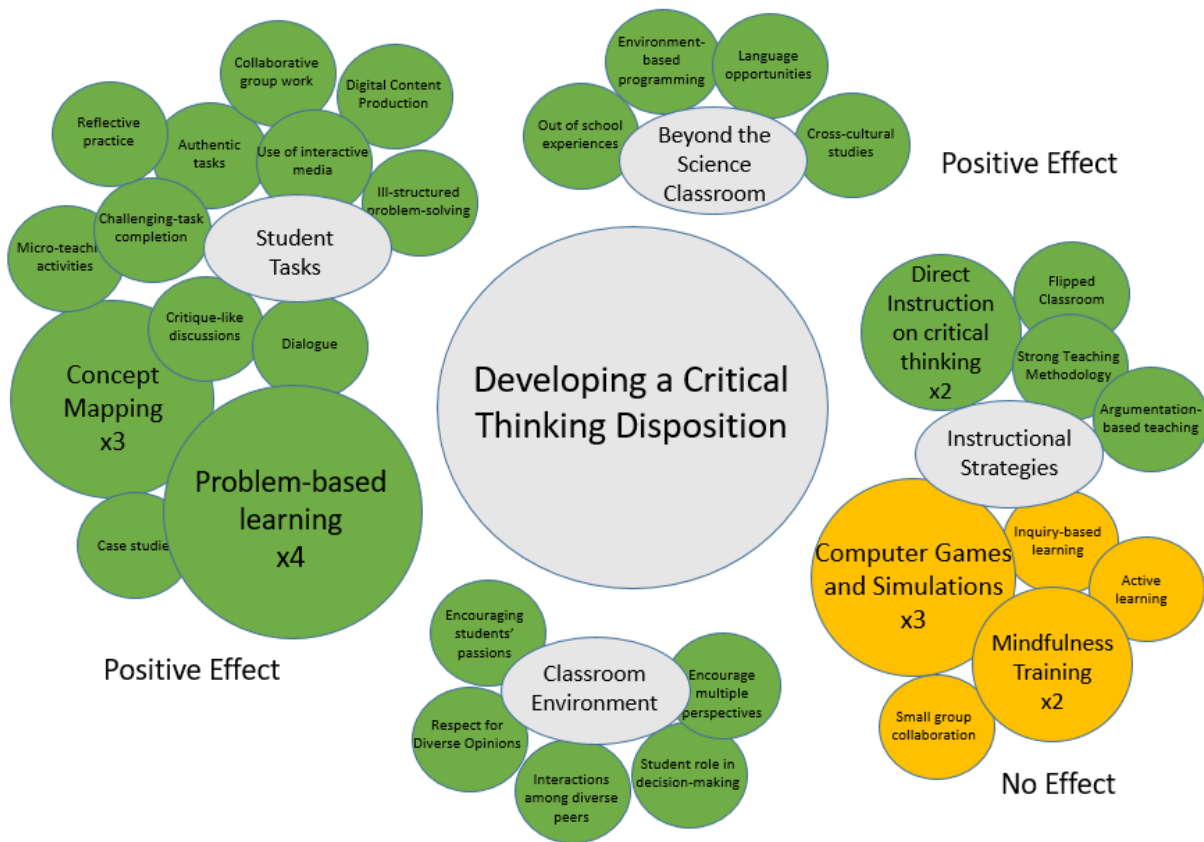 Collaborative
group work
Digital Content
Production
Reflective
practice
Authentic
tasks
Use of interactive
media
Ill-structured
problem-solving
Challenging-task
completion
Student
Tasks
Micro-teachin
activities
Critique-like
discussions
Dialogue
Concept
Mapping
x3
Problem-based
learning
x4
Case studie
Positive Effect
Environment-
based
programming
Language
opportunities
Out of school
experiences
Beyond the
Science
Classroom
Cross-cultural
studies
Positive Effect
Developing a Critical
Thinking Disposition
Direct
Instruction
on critical
thinking
x2
Flipped
Classroom
Strong Teaching
Methodology
Argumentation-
based teaching
Instructional
Strategies
Computer Games
and Simulations
x3
Inquiry-based
learning
Active
learning
Mindfulness
Training
x2
Small group
collaboration
No Effect
Encouraging
students’
passions
Classroom
Environment
Encourage
multiple
perspectives
Respect for
Diverse Opinions
Interactions
among diverse
peers
Student role in
decision-making